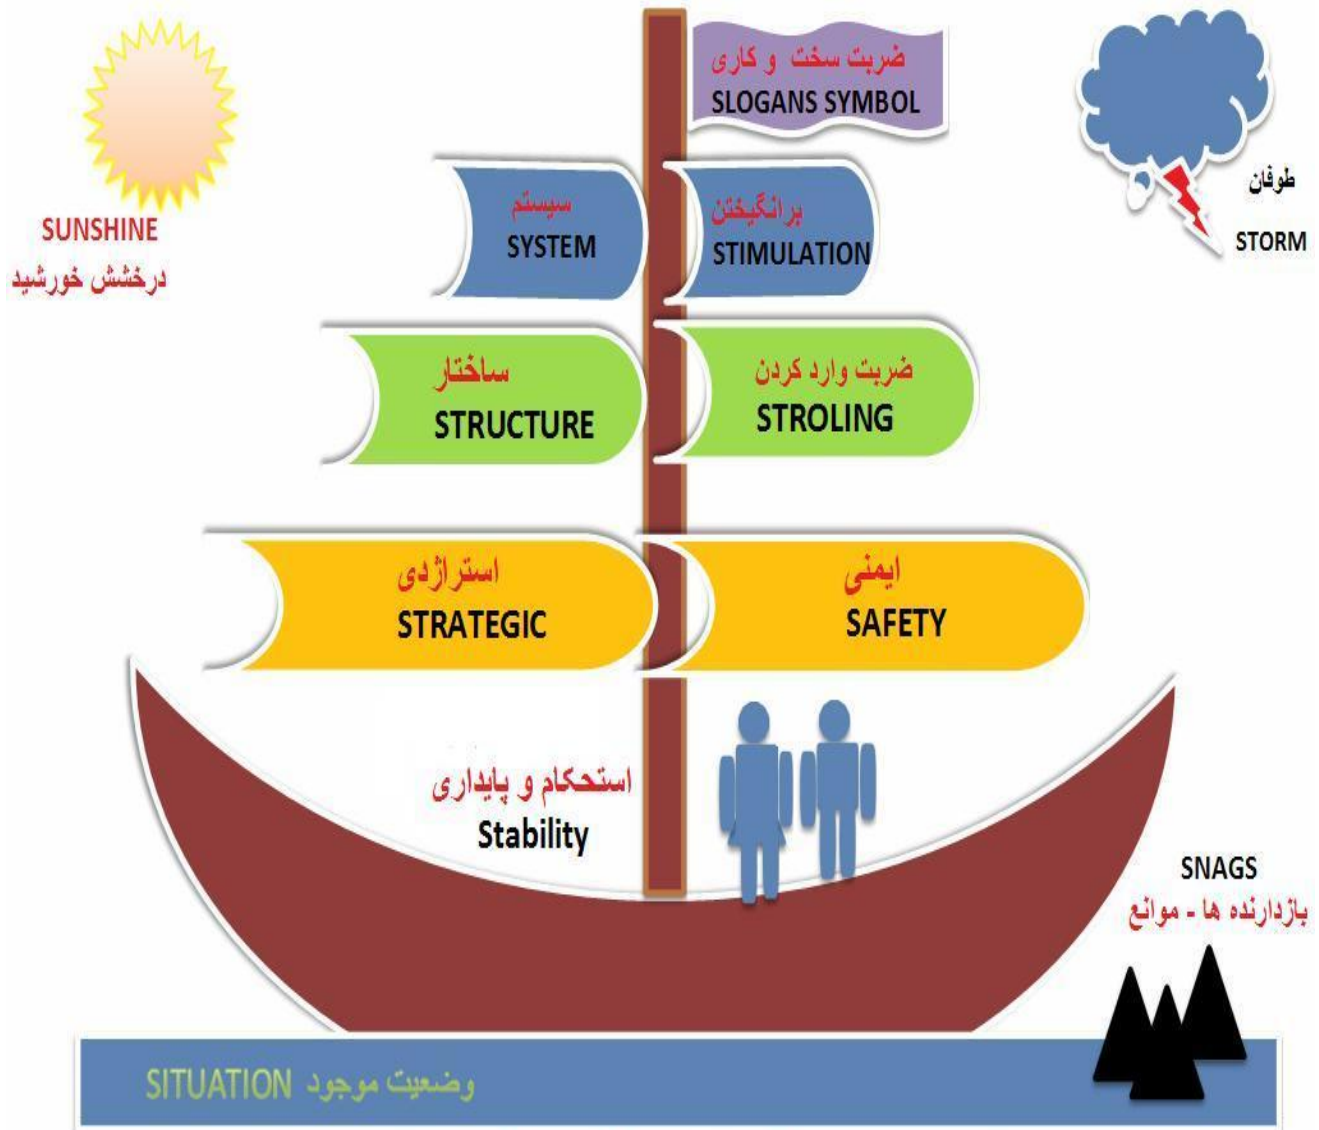 ضربت سخت و کاری
SLOGANS SYMBOL
طوفان
STORM
SUNSHINE
درخشش خورشید
سیستم
SYSTEM
برانگیختن
STIMULATION
ساختار
STRUCTURE
ضربت وارد کردن
STROLING
استراژدی
STRATEGIC
ایمنی
SAFETY
استحکام و پایداری
Stability
SNAGS
بازدارنده ها - موانع
SITUATION وضعیت موجود